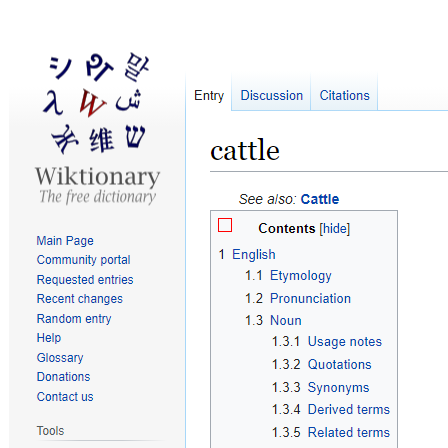 シ ዋ 말
λ W ش
क 维 ש
Wiktionary
The free dictionary
Main Page
Community portal
Requested entries
Recent changes
Random entry
Help
Glossary
Donations
Contact us
Tools
Entry
Discussion
Citations
cattle
See also: Cattle
Contents [hide]
1 English
1.1 Etymology
1.2 Pronunciation
1.3 Noun
1.3.1 Usage notes
1.3.2 Quotations
1.3.3 Synonyms
1.3.4 Derived terms
1.3.5 Related terms